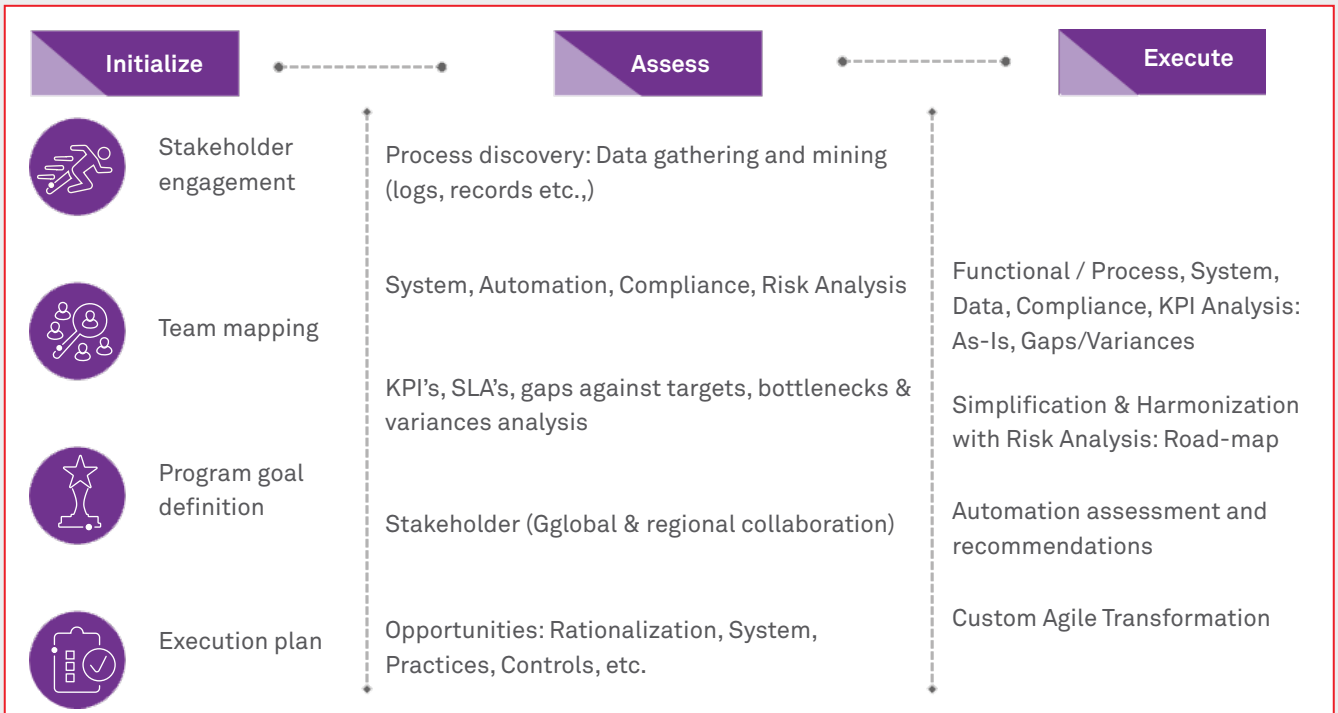 Initialize
Assess
Execute
Stakeholder
engagement
Team mapping
Program goal
definition
Execution plan
Process discovery: Data gathering and mining
(logs, records etc.,)
System, Automation, Compliance, Risk Analysis
KPI's, SLA's, gaps against targets, bottlenecks &
variances analysis
Stakeholder (Gglobal & regional collaboration)
Opportunities: Rationalization, System,
Practices, Controls, etc.
Functional / Process, System,
Data, Compliance, KPI Analysis:
As-Is, Gaps/Variances
Simplification & Harmonization
with Risk Analysis: Road-map
Automation assessment and
recommendations
Custom Agile Transformation